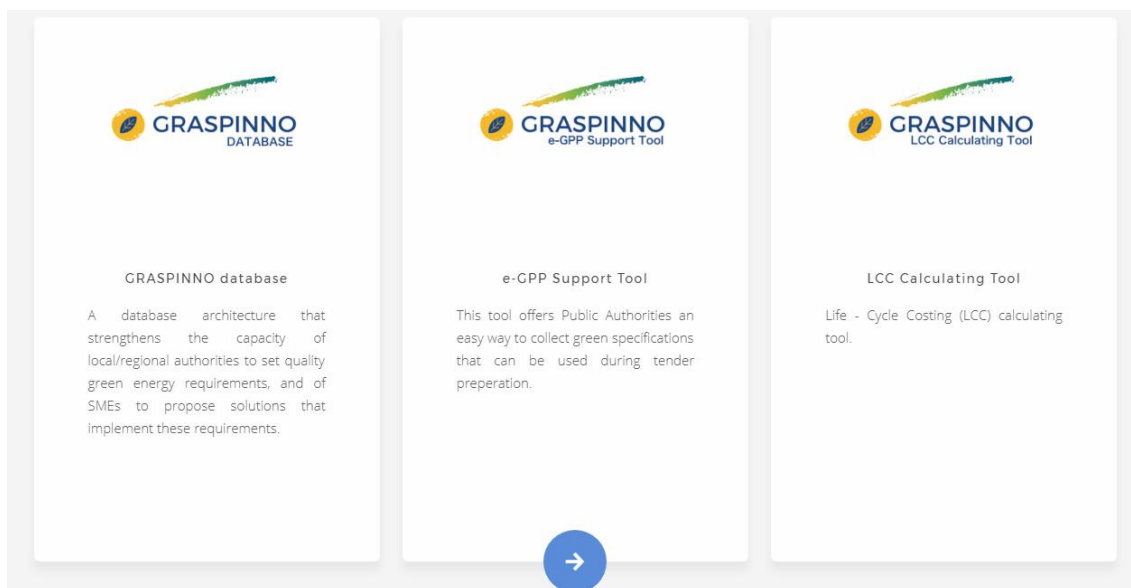 GRASPINNO
DATABASE
GRASPINNO database
A database architecture that
strengthens the capacity of
local/regional authorities to set quality
green energy requirements, and of
SMEs to propose solutions that
implement these requirements.
GRASPINNO
e-GPP Support Tool
e-GPP Support Tool
This tool offers Public Authorities an
easy way to collect green specifications
that can be used during tender
preperation.
GRASPINNO
LCC Calculating Tool
LCC Calculating Tool
Life - Cycle Costing (LCC) calculating
tool.